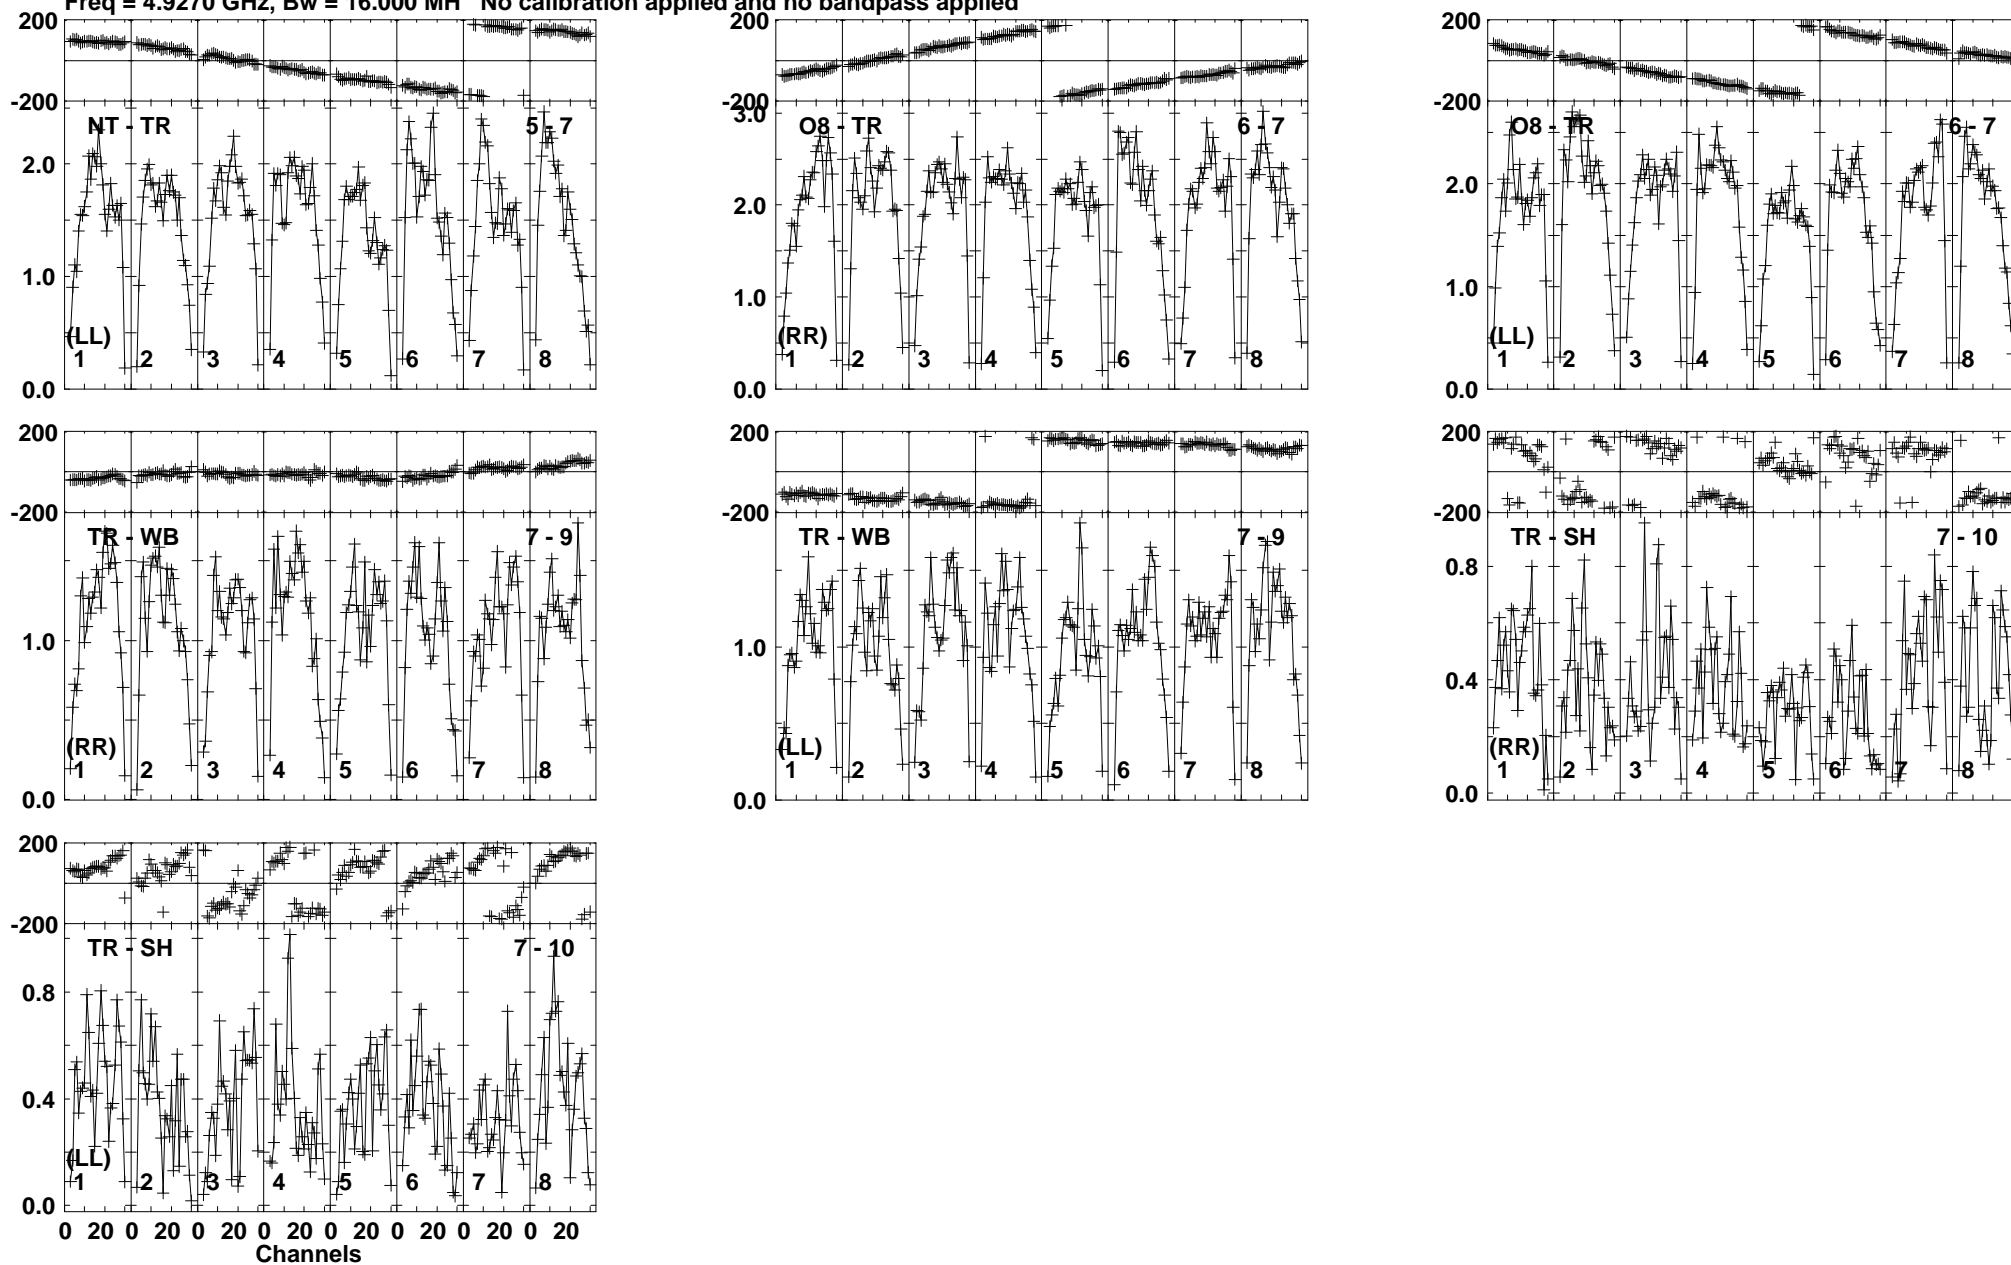 Freq = 4.9270 GHz, Bw = 16.000 MH No calibration applied and no bandpass applied
200
-200
NT - TR 5 - 7
2.0
1.0
0.0
(LL)
1 2 3 4 5 6 7 8
200
-200
3.0
O8 - TR 6 - 7
2.0
1.0
0.0
(RR)
1 2 3 4 5 6 7 8
200
-200
O8 - TR 6 - 7
2.0
1.0
0.0
(LL)
1 2 3 4 5 6 7 8
200
-200
TR - WB 7 - 9
1.0
0.0
(RR)
1 2 3 4 5 6 7 8
200
-200
TR - WB 7 - 9
1.0
0.0
(LL)
1 2 3 4 5 6 7 8
200
-200
TR - SH 7 - 10
0.8
0.4
0.0
(RR)
1 2 3 4 5 6 7 8
200
-200
TR - SH 7 - 10
0.8
0.4
0.0
(LL)
1 2 3 4 5 6 7 8
0 20 0 20 0 20 0 20 0 20 0 20 0 20 0 20
Channels